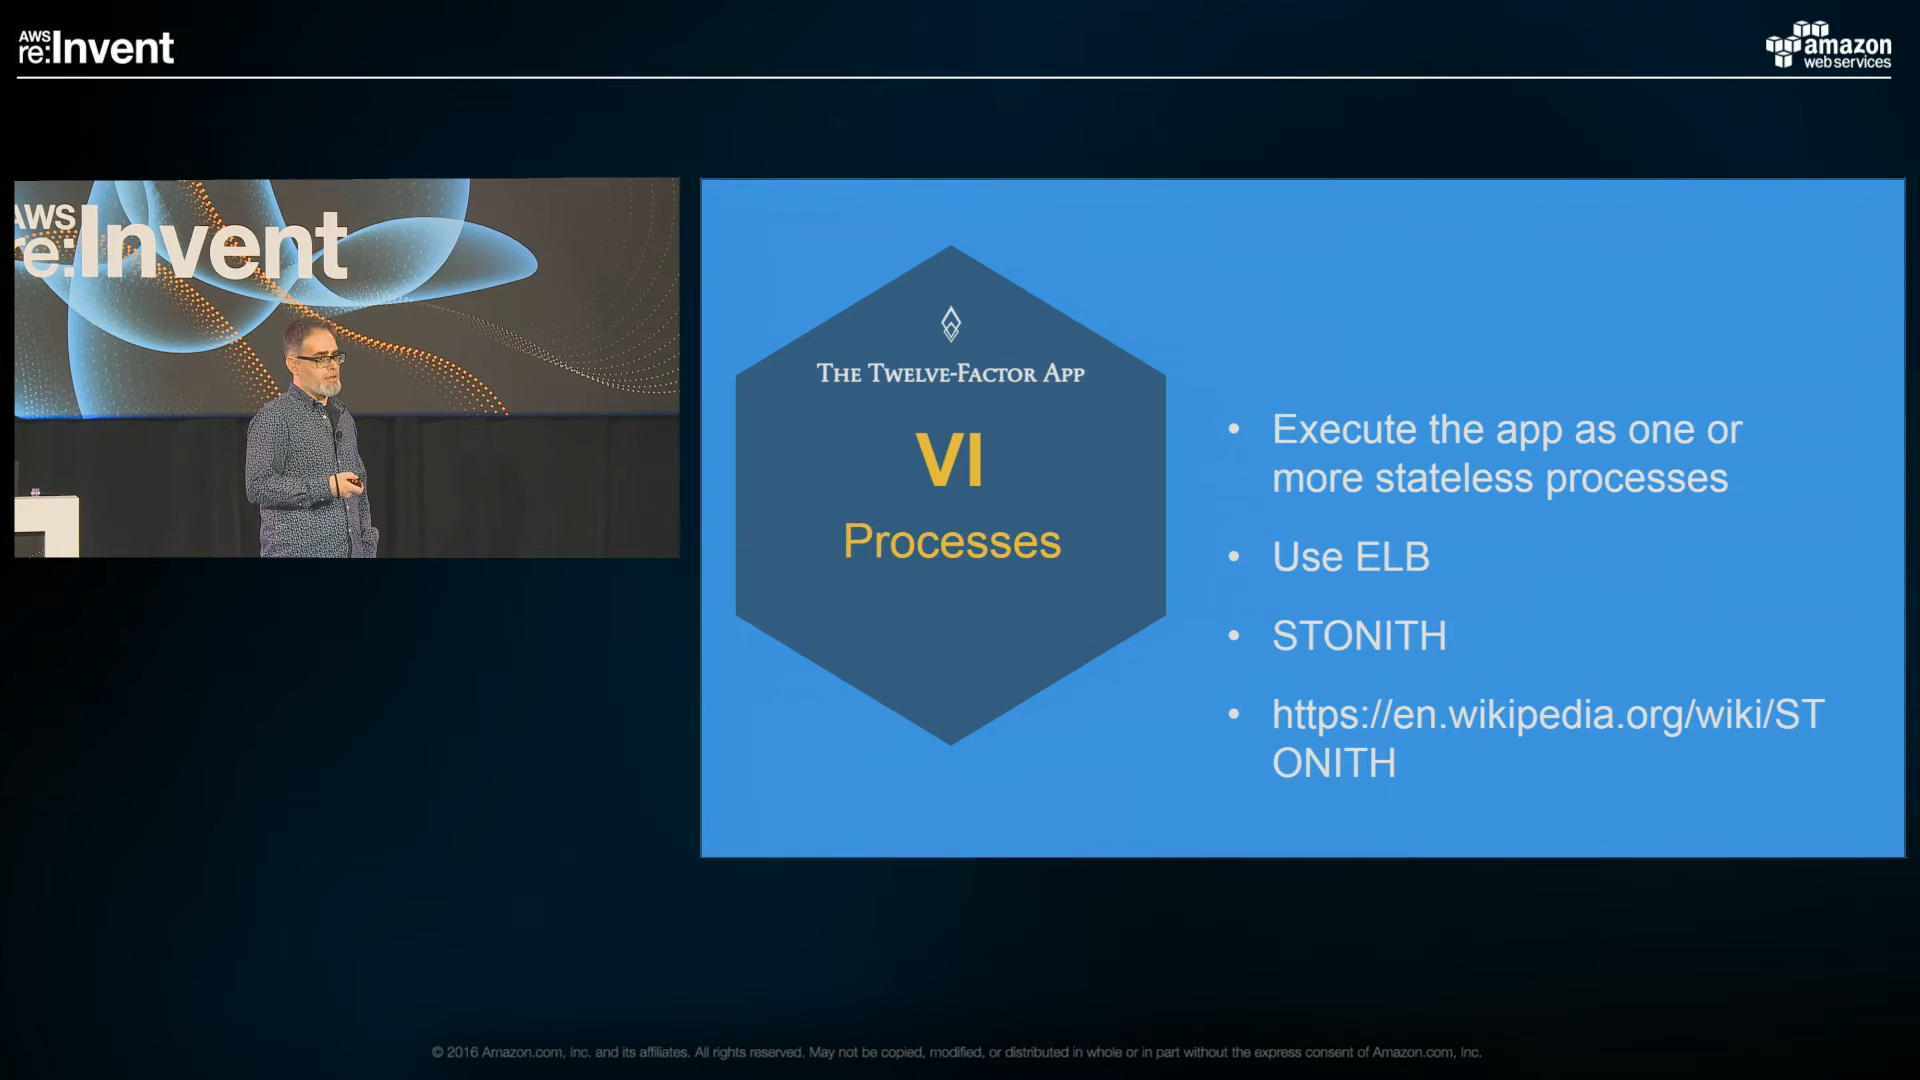 AWS
re:Invent
amazon
webservices
AWS
re:Invent
THE TWELVE-FACTOR APP
VI
Processes
• Execute the app as one or
more stateless processes
• Use ELB
• STONITH
• https://en.wikipedia.org/wiki/ST
ONITH
© 2016 Amazon.com, Inc. and its affiliates. All rights reserved. May not be copied, modified, or distributed in whole or in part without the express consent of Amazon.com, Inc.